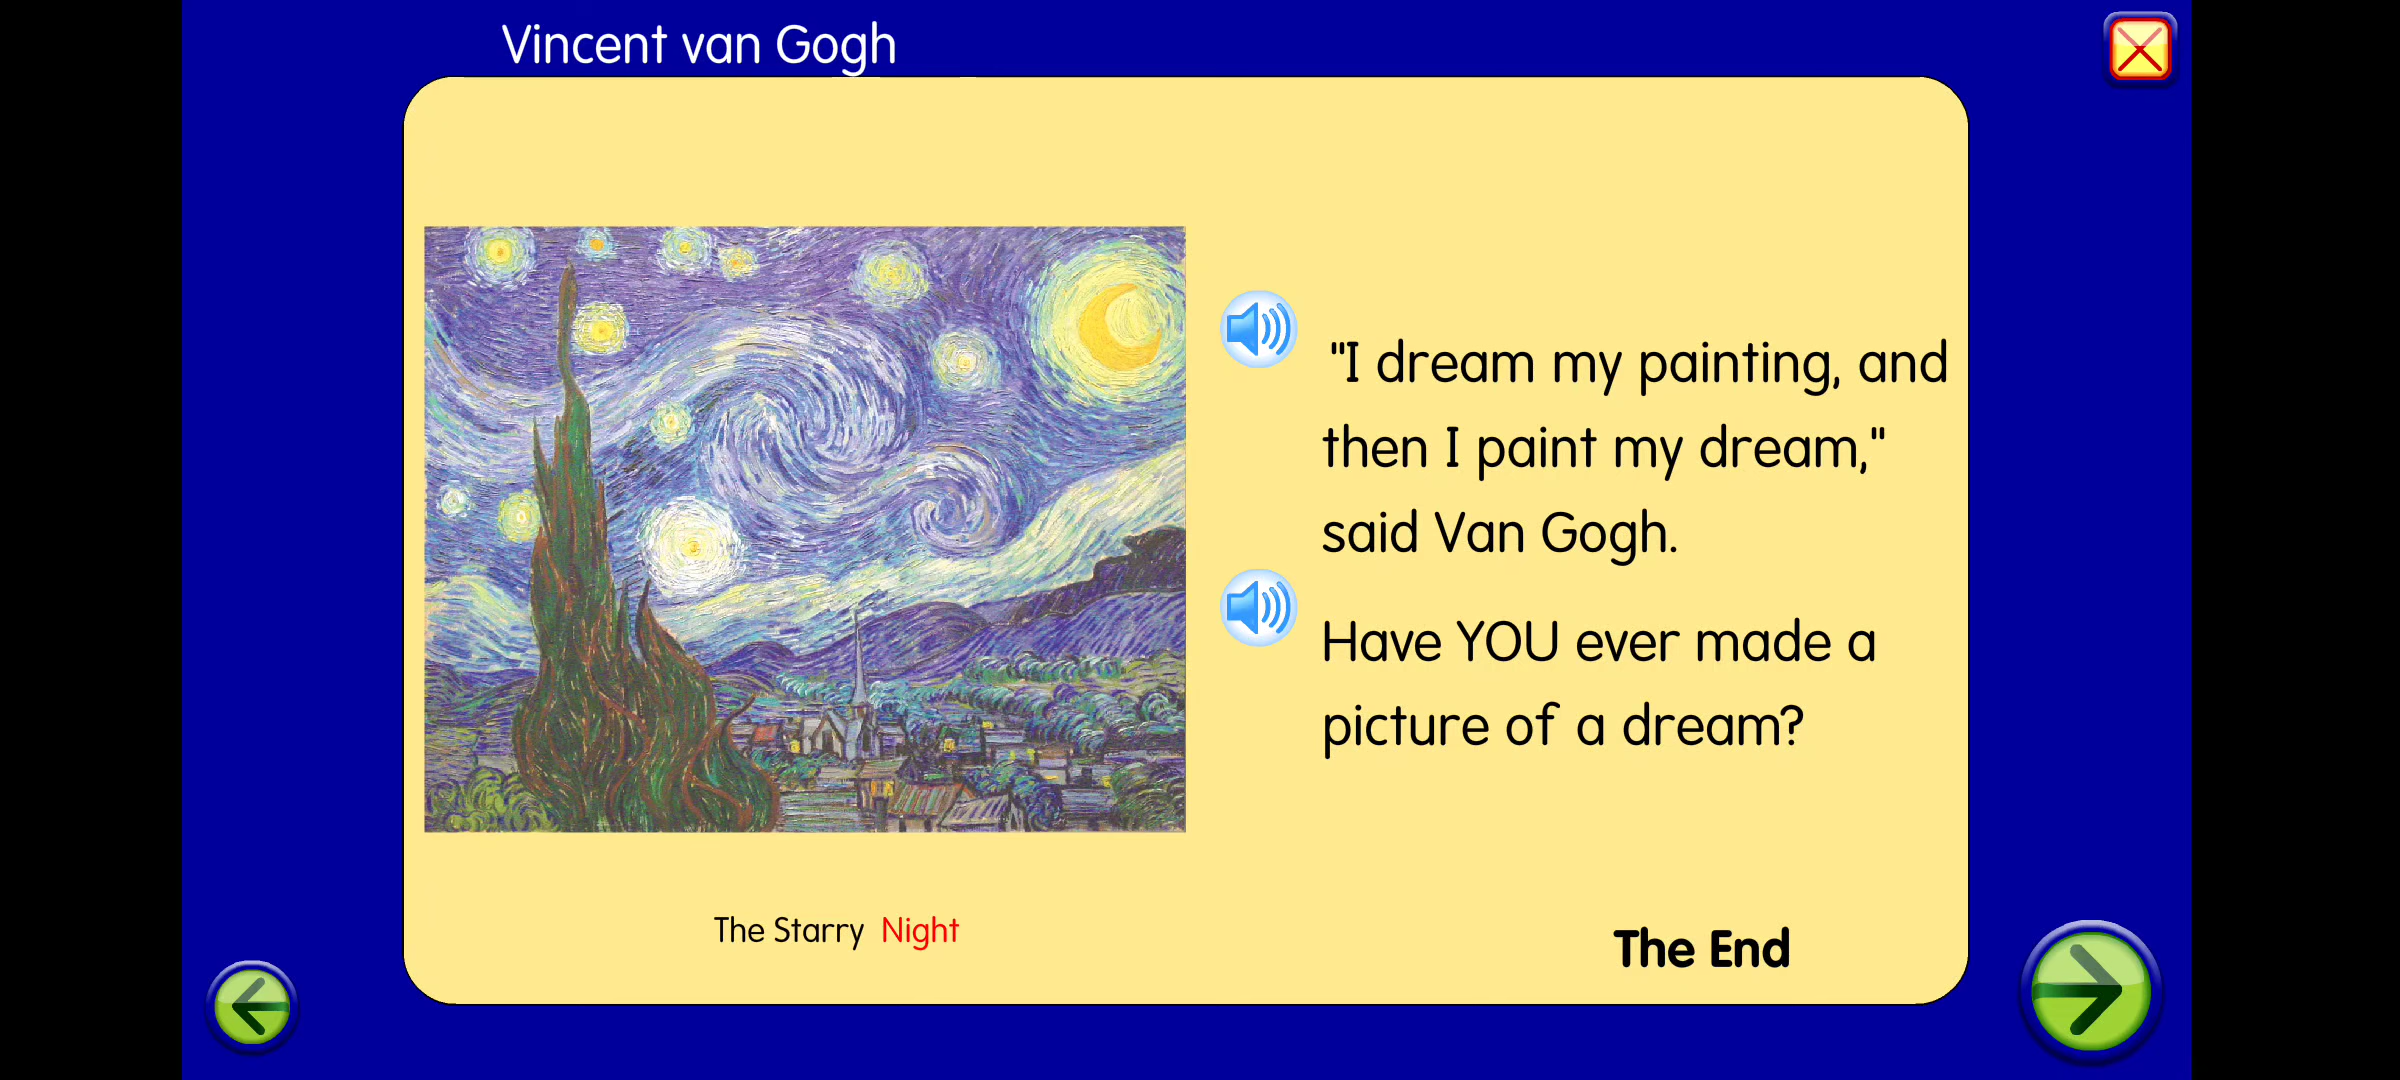 Vincent van Gogh
"I dream my painting, and
then I paint my dream,"
said Van Gogh.
Have YOU ever made a
picture of a dream?
The Starry Night
The End